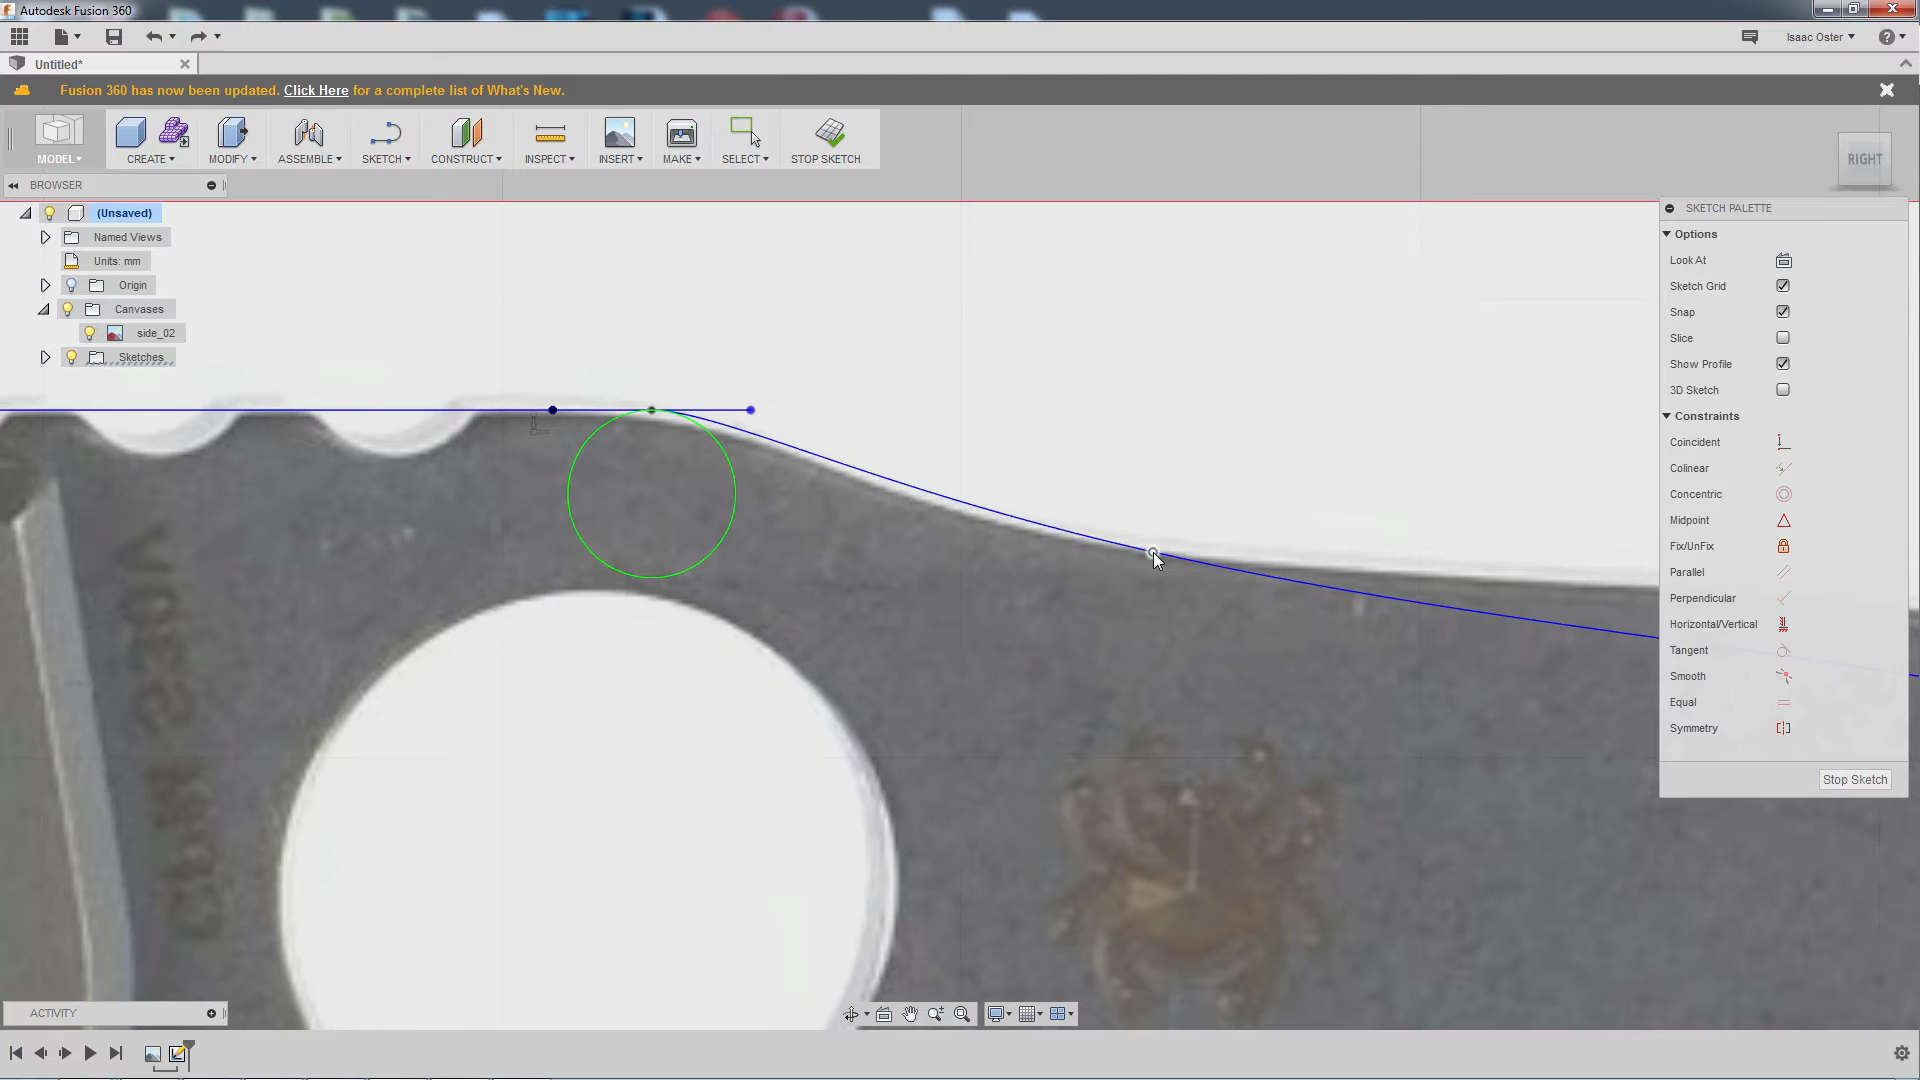 Autodesk Fusion 360
Isaac Oster
Untitled*
Fusion 360 has now been updated. Click Here for a complete list of What's New.
MODEL
CREATE
MODIFY
ASSEMBLE
SKETCH
CONSTRUCT
INSPECT
INSERT
MAKE
SELECT
STOP SKETCH
RIGHT
BROWSER
(Unsaved)
Named Views
Units: mm
Origin
Canvases
side_02
Sketches
SKETCH PALETTE
Options
Look At
Sketch Grid
Snap
Slice
Show Profile
3D Sketch
Constraints
Coincident
Colinear
Concentric
Midpoint
Fix/UnFix
Parallel
Perpendicular
Horizontal/Vertical
Tangent
Smooth
Equal
Symmetry
Stop Sketch
ACTIVITY